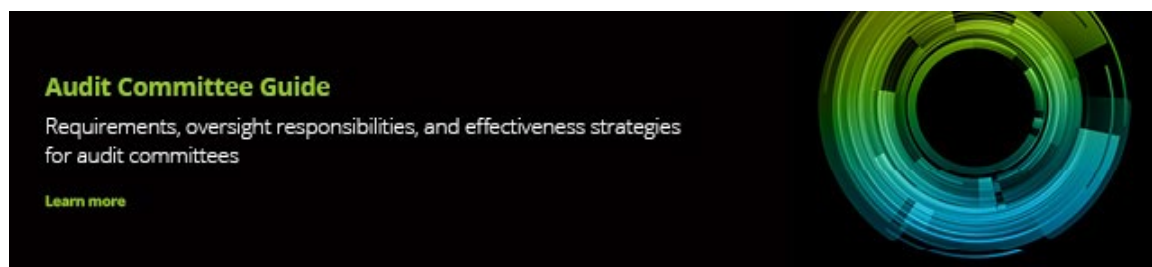 Audit Committee Guide
Requirements, oversight responsibilities, and effectiveness strategies
for audit committees
Learn more